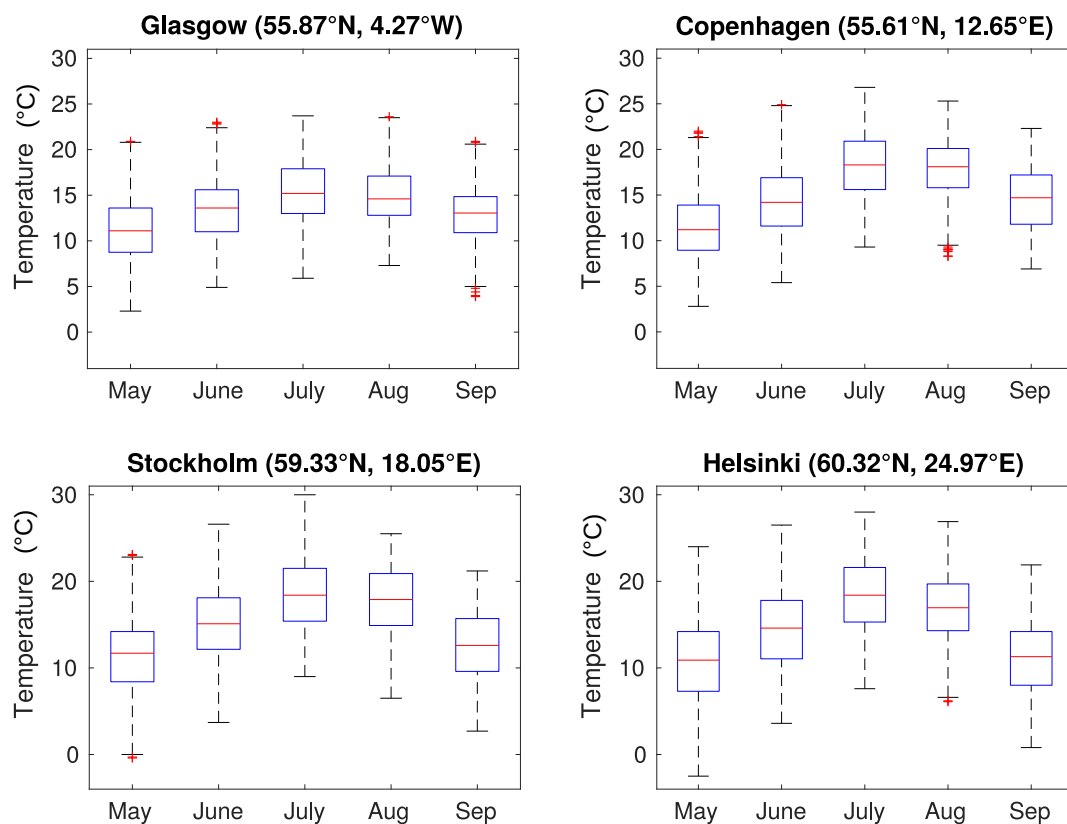 Glasgow (55.87°N, 4.27°W)
Temperature (°C)
30
25
20
15
10
5
0
May June July Aug Sep
Copenhagen (55.61°N, 12.65°E)
Temperature (°C)
30
25
20
15
10
5
0
May June July Aug Sep
Stockholm (59.33°N, 18.05°E)
Temperature (°C)
30
20
10
0
May June July Aug Sep
Helsinki (60.32°N, 24.97°E)
Temperature (°C)
30
20
10
0
May June July Aug Sep